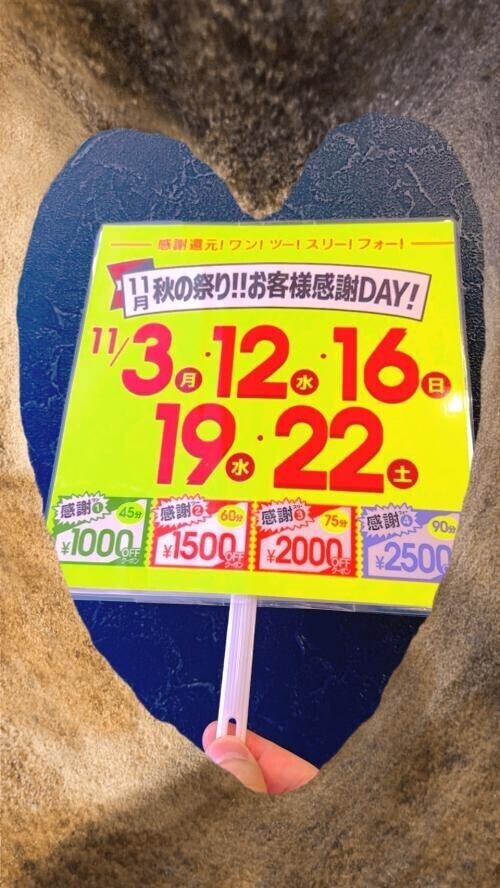 感謝還元!ワン!ツー!スリー!フォー!
11月 秋の祭り!!お客様感謝DAY!
11/3月・12水・16日
19水・22土
感謝 1 45分 ¥1000 OFF クーポン
感謝 2 60分 ¥1500 OFF クーポン
感謝 3 75分 ¥2000 OFF クーポン
感謝 4 90分 ¥2500